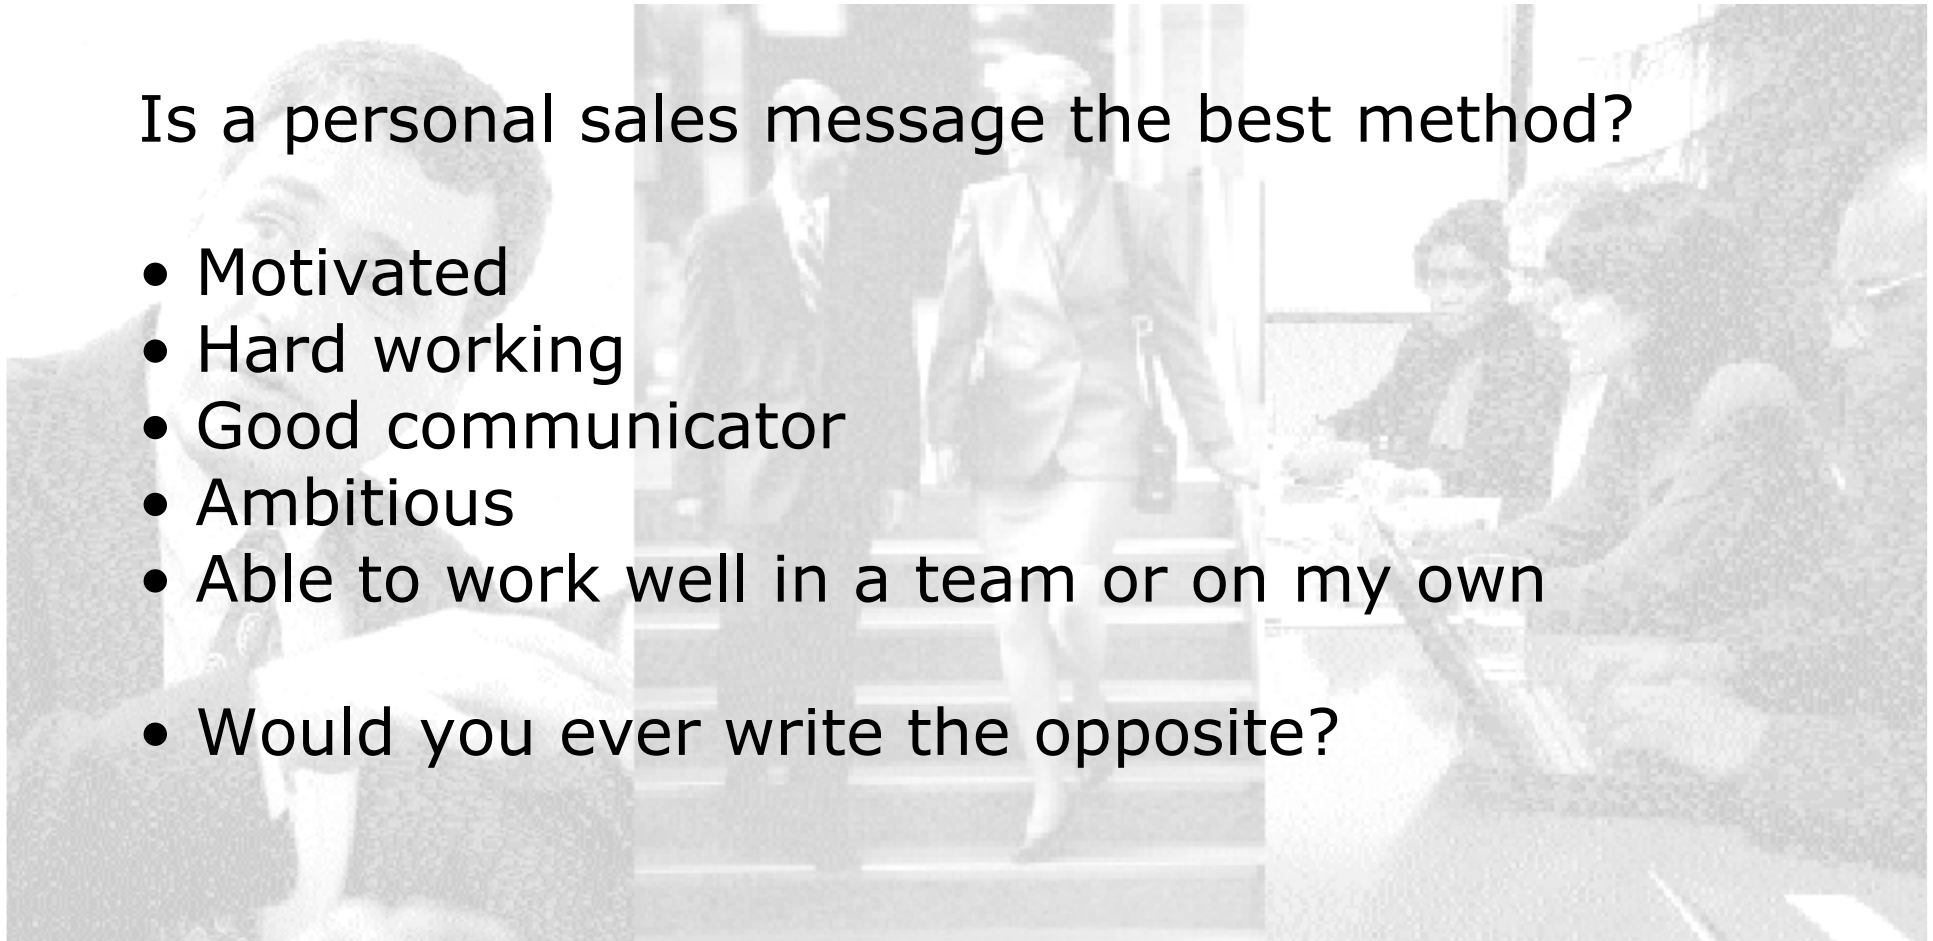 Is a personal sales message the best method?
• Motivated
• Hard working
• Good communicator
• Ambitious
• Able to work well in a team or on my own
• Would you ever write the opposite?